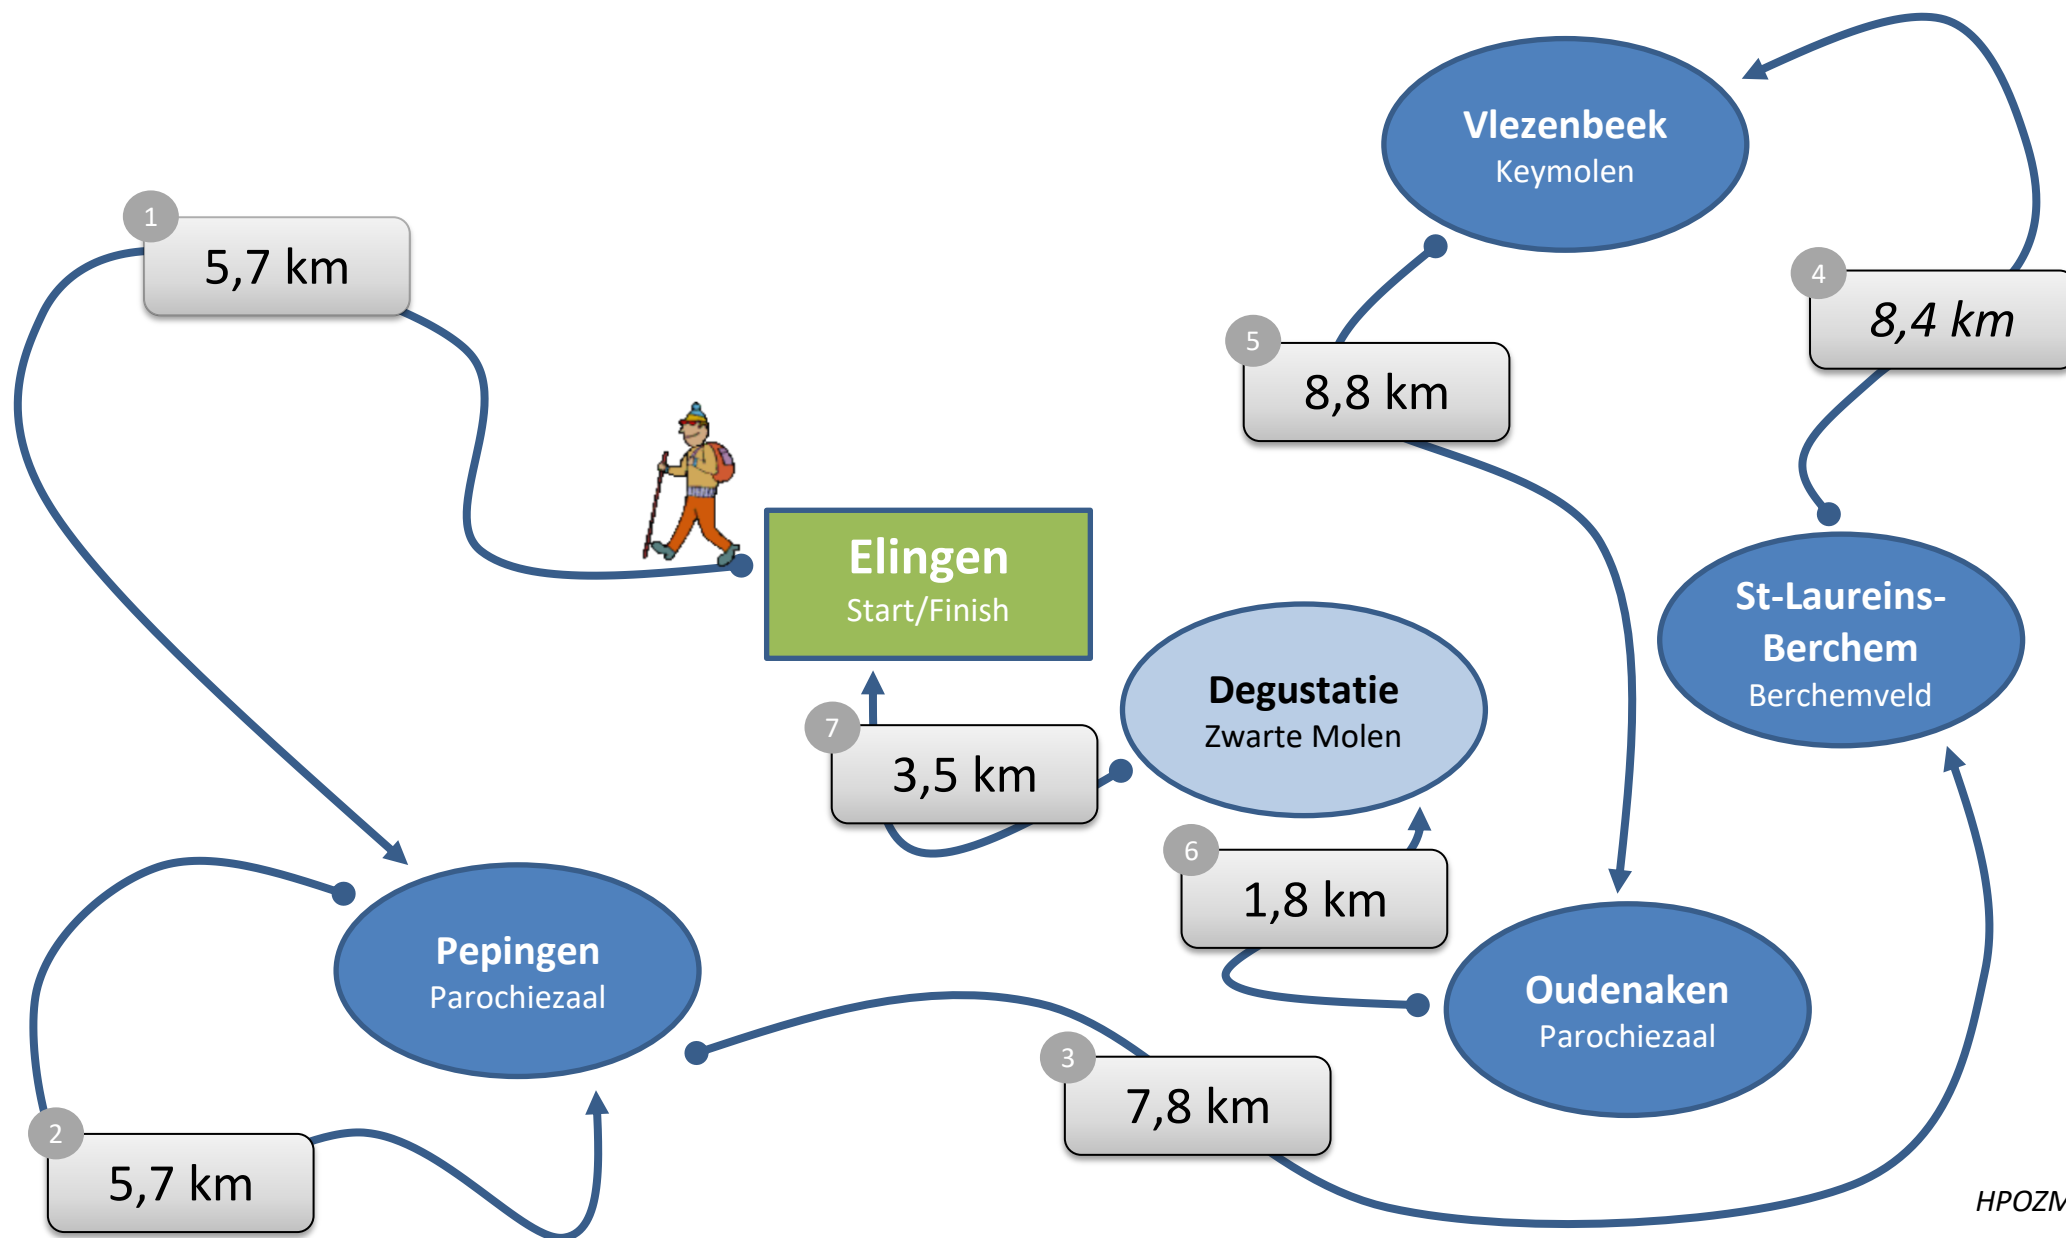 Vlezenbeek
Keymolen
1
5,7 km
4
8,4 km
5
8,8 km
Elingen
Start/Finish
St-Laureins-
Berchem
Berchemveld
Degustatie
Zwarte Molen
7
3,5 km
6
1,8 km
Pepingen
Parochiezaal
Oudenaken
Parochiezaal
3
7,8 km
2
5,7 km
HPOZM